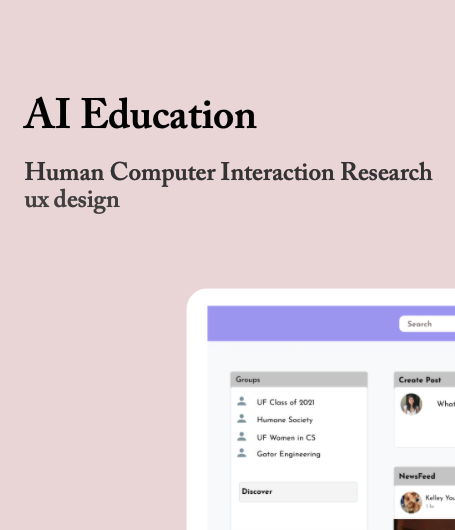 AI Education
Human Computer Interaction Research
ux design
Search
Groups
UF Class of 2021
Humane Society
UF Women in CS
Gator Engineering
Discover
Create Post
What
NewsFeed
Kelley You
1 hr